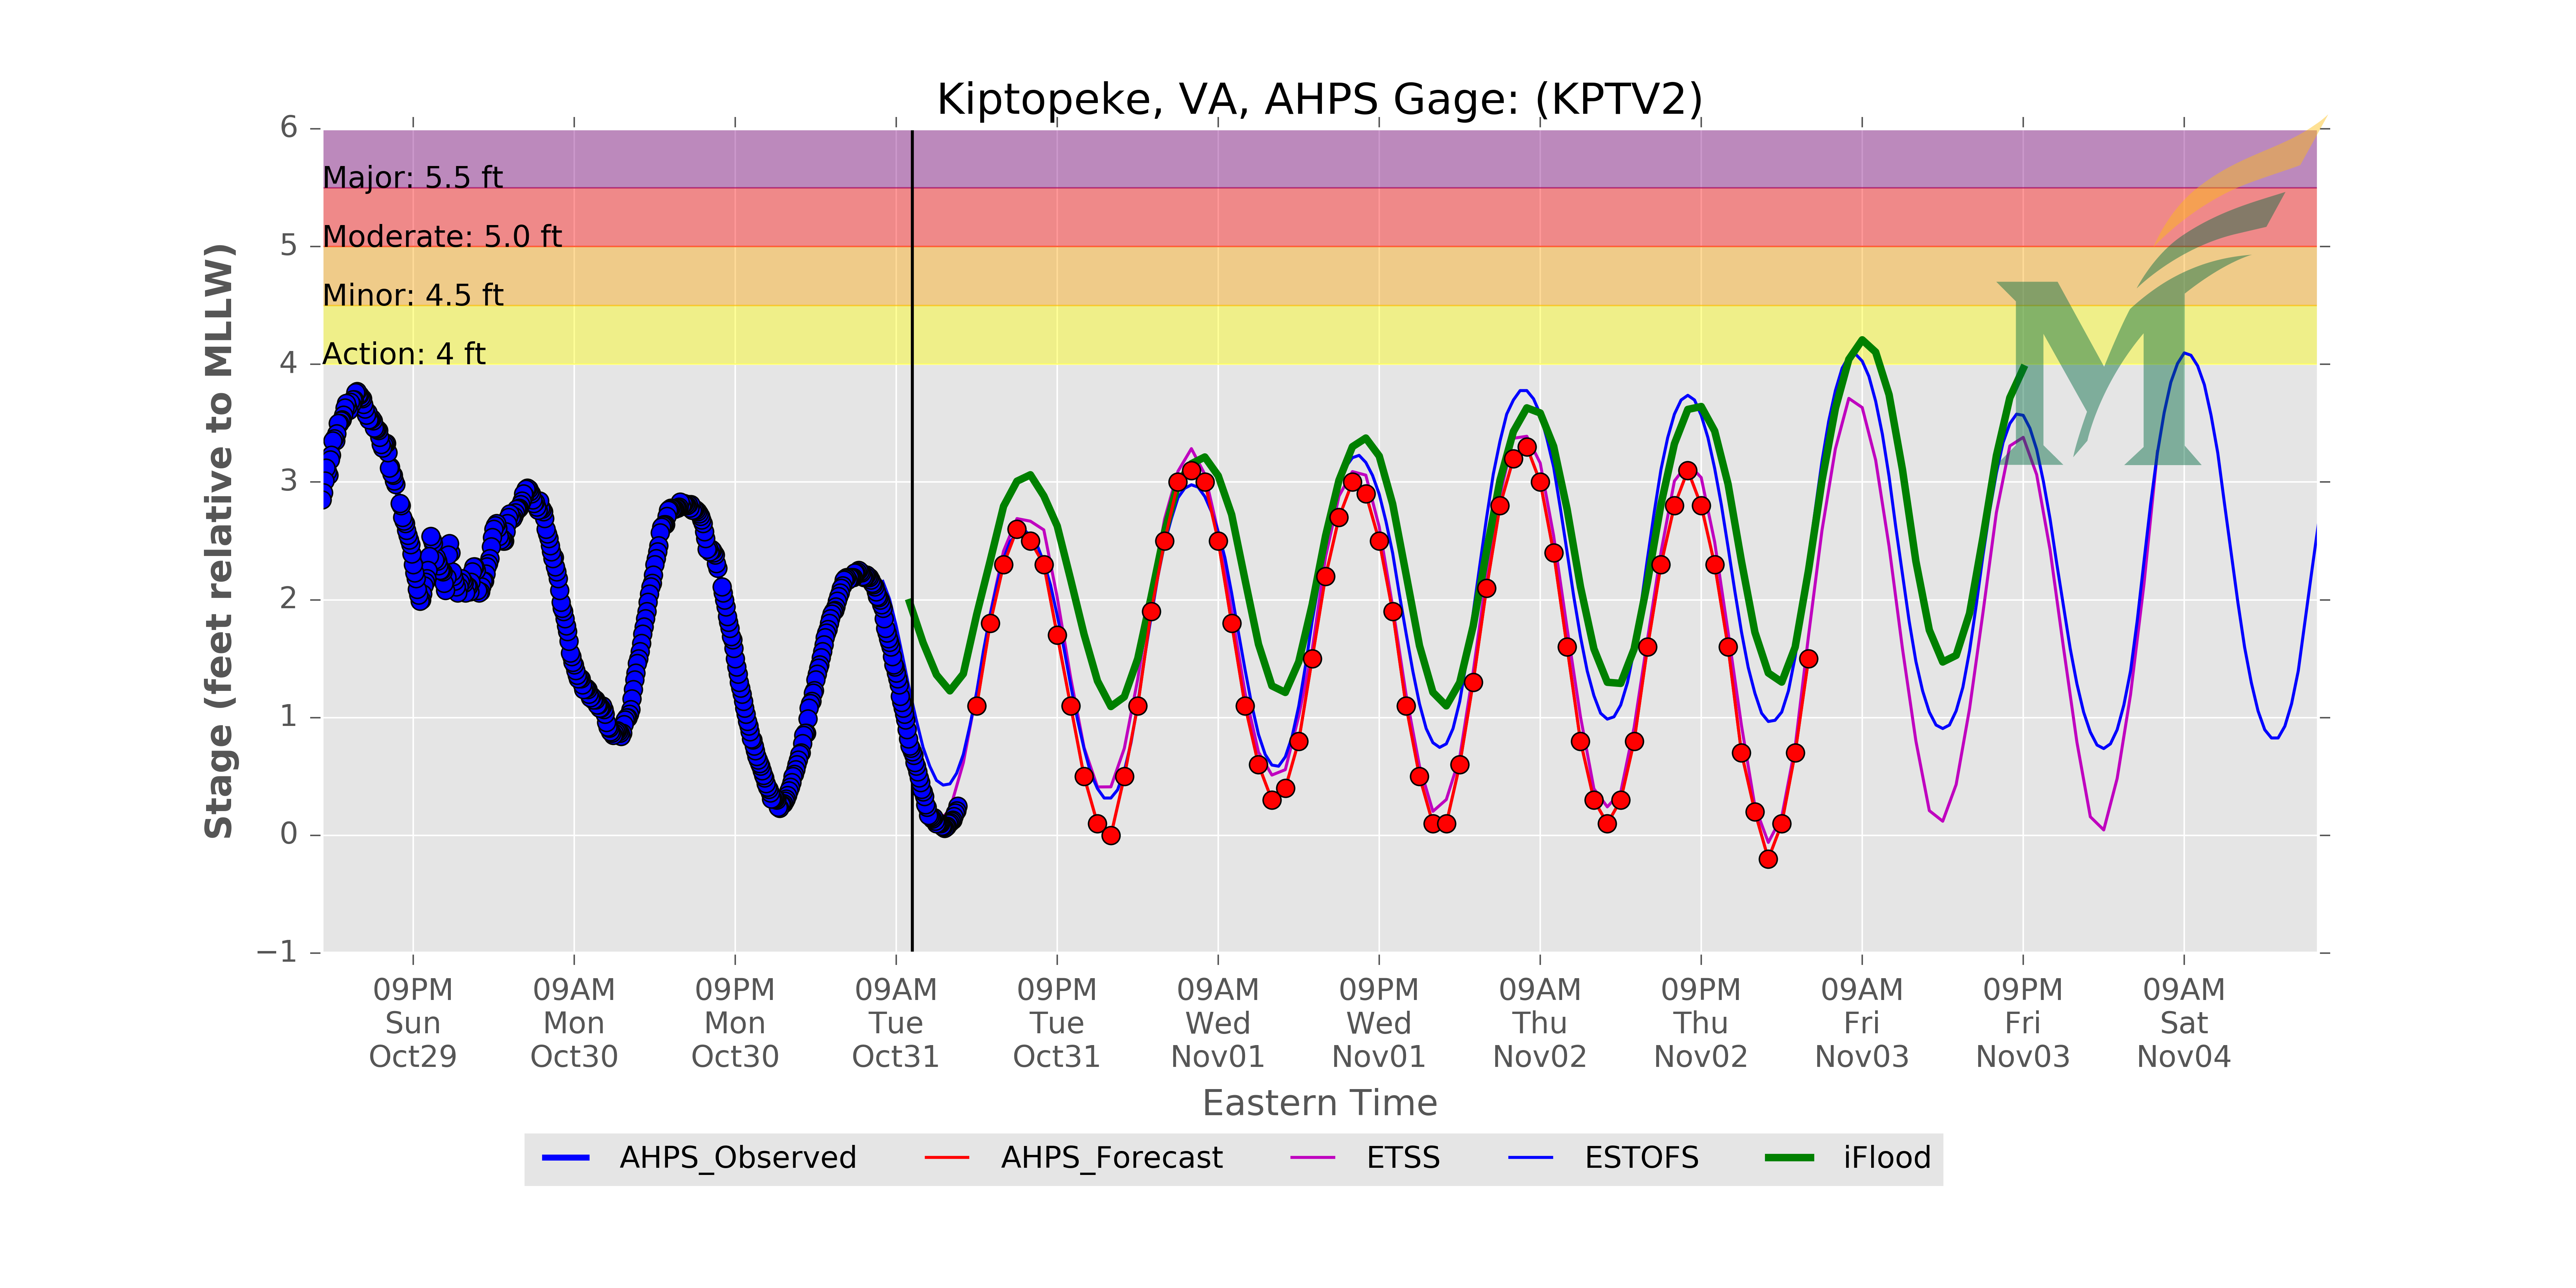 Kiptopeke, VA, AHPS Gage: (KPTV2)
6
Major: 5.5 ft
Moderate: 5.0 ft
5
Minor: 4.5 ft
Action: 4 ft
4
3
2
1
0
−1
Stage (feet relative to MLLW)
09PM 09AM 09PM 09AM 09PM 09AM 09PM 09AM 09PM 09AM 09PM 09AM
Sun Mon Mon Tue Tue Wed Wed Thu Thu Fri Fri Sat
Oct29 Oct30 Oct30 Oct31 Oct31 Nov01 Nov01 Nov02 Nov02 Nov03 Nov03 Nov04
Eastern Time
AHPS_Observed AHPS_Forecast ETSS ESTOFS iFlood
M